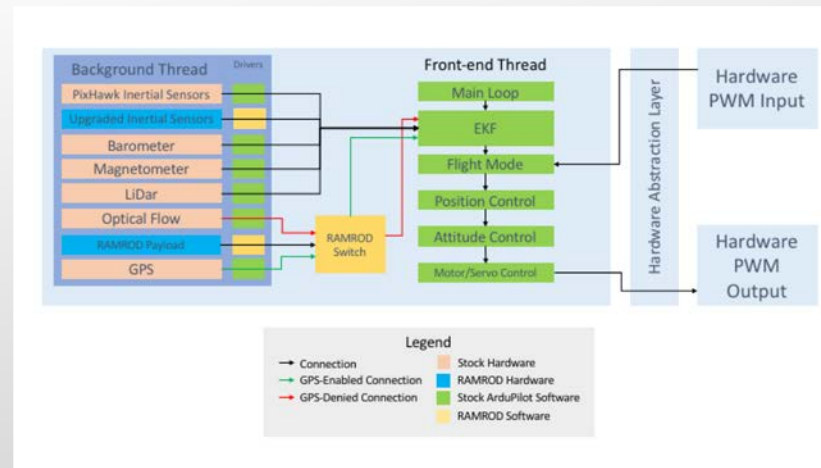 Background Thread
Drivers
PixHawk Inertial Sensors
Upgraded Inertial Sensors
Barometer
Magnetometer
LiDar
Optical Flow
RAMROD Payload
GPS
RAMROD
Switch
Front-end Thread
Main Loop
EKF
Flight Mode
Position Control
Attitude Control
Motor/Servo Control
Hardware Abstraction Layer
Hardware
PWM Input
Hardware
PWM
Output
Legend
Connection
GPS-Enabled Connection
GPS-Denied Connection
Stock Hardware
RAMROD Hardware
Stock ArduPilot Software
RAMROD Software